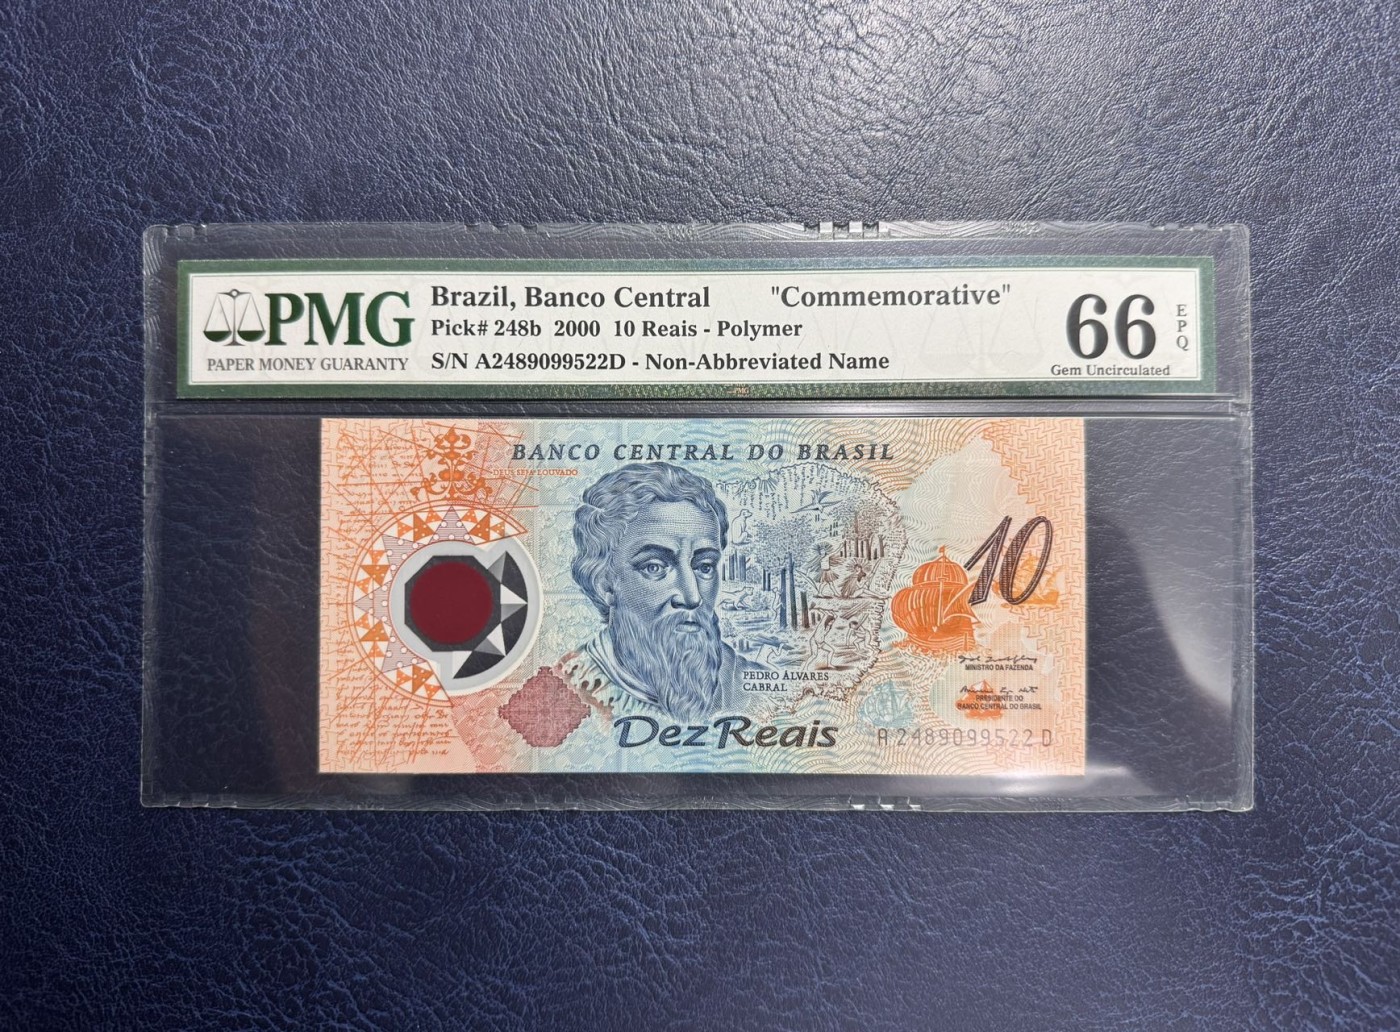 PMG
PAPER MONEY GUARANTY
Brazil, Banco Central "Commemorative"
Pick# 248b 2000 10 Reais - Polymer
S/N A2489099522D - Non-Abbreviated Name
66
EPQ
Gem Uncirculated
BANCO CENTRAL DO BRASIL
DEUS SEJA LOUVADO
10
MINISTRO DA FAZENDA
PRESIDENTE DO
BANCO CENTRAL DO BRASIL
PEDRO ÁLVARES
CABRAL
Dez Reais
A 2489099522 D